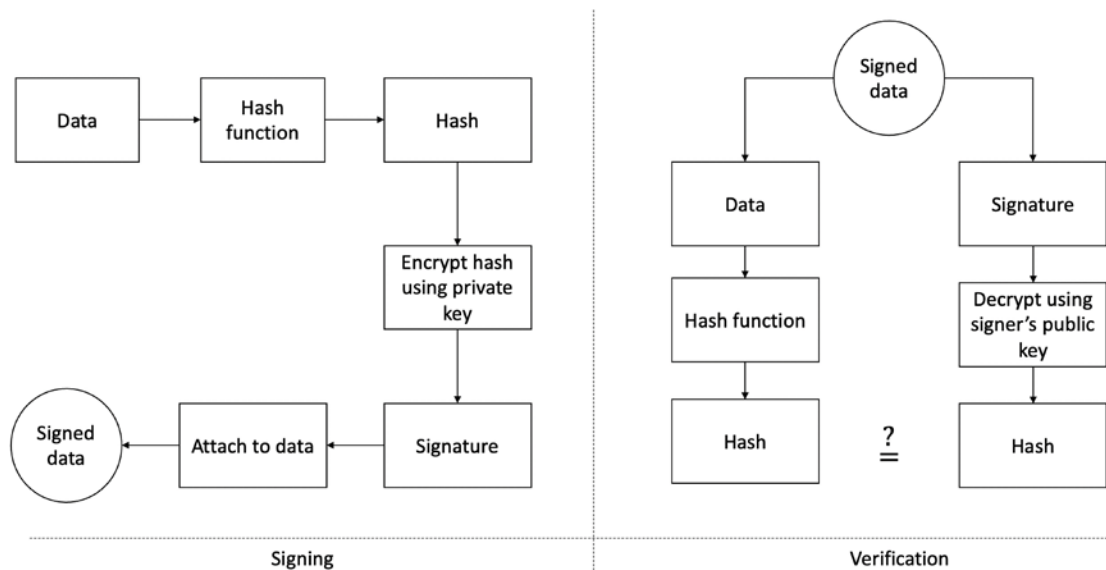 Data
Hash
function
Hash
Encrypt hash
using private
key
Signature
Attach to data
Signed
data
Signing
Signed
data
Data
Signature
Hash function
Decrypt using
signer’s public
key
Hash
?
=
Hash
Verification